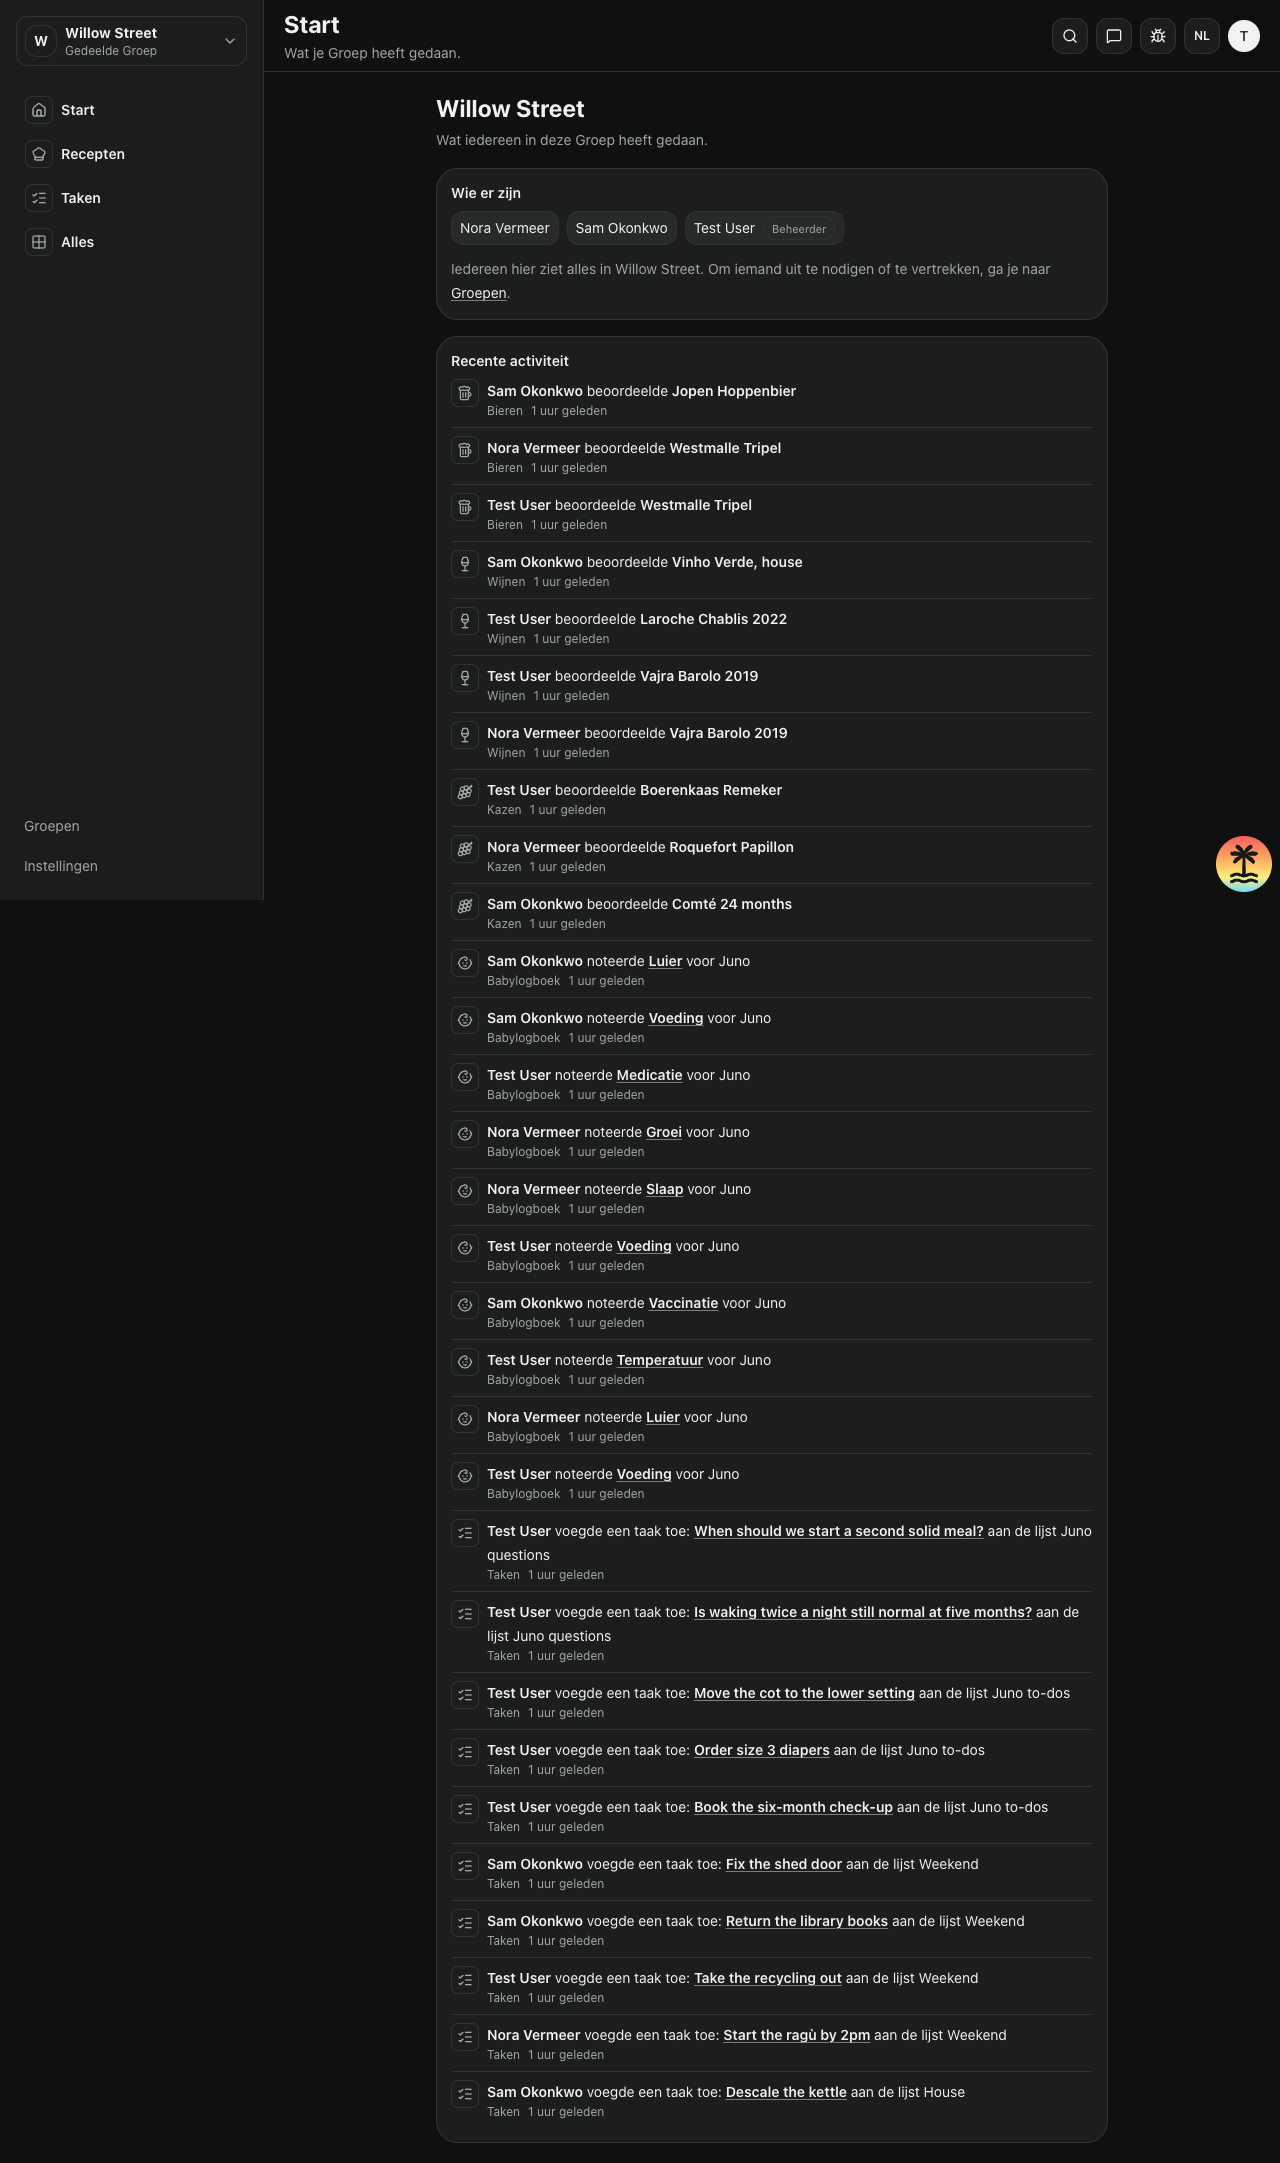 W
Willow Street
Gedeelde Groep
Start
Recepten
Taken
Alles
Groepen
Instellingen
Start
Wat je Groep heeft gedaan.
NL
T
Willow Street
Wat iedereen in deze Groep heeft gedaan.
Wie er zijn
Nora Vermeer
Sam Okonkwo
Test User Beheerder
Iedereen hier ziet alles in Willow Street. Om iemand uit te nodigen of te vertrekken, ga je naar
Groepen.
Recente activiteit
Sam Okonkwo beoordeelde Jopen Hoppenbier
Bieren 1 uur geleden
Nora Vermeer beoordeelde Westmalle Tripel
Bieren 1 uur geleden
Test User beoordeelde Westmalle Tripel
Bieren 1 uur geleden
Sam Okonkwo beoordeelde Vinho Verde, house
Wijnen 1 uur geleden
Test User beoordeelde Laroche Chablis 2022
Wijnen 1 uur geleden
Test User beoordeelde Vajra Barolo 2019
Wijnen 1 uur geleden
Nora Vermeer beoordeelde Vajra Barolo 2019
Wijnen 1 uur geleden
Test User beoordeelde Boerenkaas Remeker
Kazen 1 uur geleden
Nora Vermeer beoordeelde Roquefort Papillon
Kazen 1 uur geleden
Sam Okonkwo beoordeelde Comté 24 months
Kazen 1 uur geleden
Sam Okonkwo noteerde Luier voor Juno
Babylogboek 1 uur geleden
Sam Okonkwo noteerde Voeding voor Juno
Babylogboek 1 uur geleden
Test User noteerde Medicatie voor Juno
Babylogboek 1 uur geleden
Nora Vermeer noteerde Groei voor Juno
Babylogboek 1 uur geleden
Nora Vermeer noteerde Slaap voor Juno
Babylogboek 1 uur geleden
Test User noteerde Voeding voor Juno
Babylogboek 1 uur geleden
Sam Okonkwo noteerde Vaccinatie voor Juno
Babylogboek 1 uur geleden
Test User noteerde Temperatuur voor Juno
Babylogboek 1 uur geleden
Nora Vermeer noteerde Luier voor Juno
Babylogboek 1 uur geleden
Test User noteerde Voeding voor Juno
Babylogboek 1 uur geleden
Test User voegde een taak toe: When should we start a second solid meal? aan de lijst Juno
questions
Taken 1 uur geleden
Test User voegde een taak toe: Is waking twice a night still normal at five months? aan de
lijst Juno questions
Taken 1 uur geleden
Test User voegde een taak toe: Move the cot to the lower setting aan de lijst Juno to-dos
Taken 1 uur geleden
Test User voegde een taak toe: Order size 3 diapers aan de lijst Juno to-dos
Taken 1 uur geleden
Test User voegde een taak toe: Book the six-month check-up aan de lijst Juno to-dos
Taken 1 uur geleden
Sam Okonkwo voegde een taak toe: Fix the shed door aan de lijst Weekend
Taken 1 uur geleden
Sam Okonkwo voegde een taak toe: Return the library books aan de lijst Weekend
Taken 1 uur geleden
Test User voegde een taak toe: Take the recycling out aan de lijst Weekend
Taken 1 uur geleden
Nora Vermeer voegde een taak toe: Start the ragù by 2pm aan de lijst Weekend
Taken 1 uur geleden
Sam Okonkwo voegde een taak toe: Descale the kettle aan de lijst House
Taken 1 uur geleden